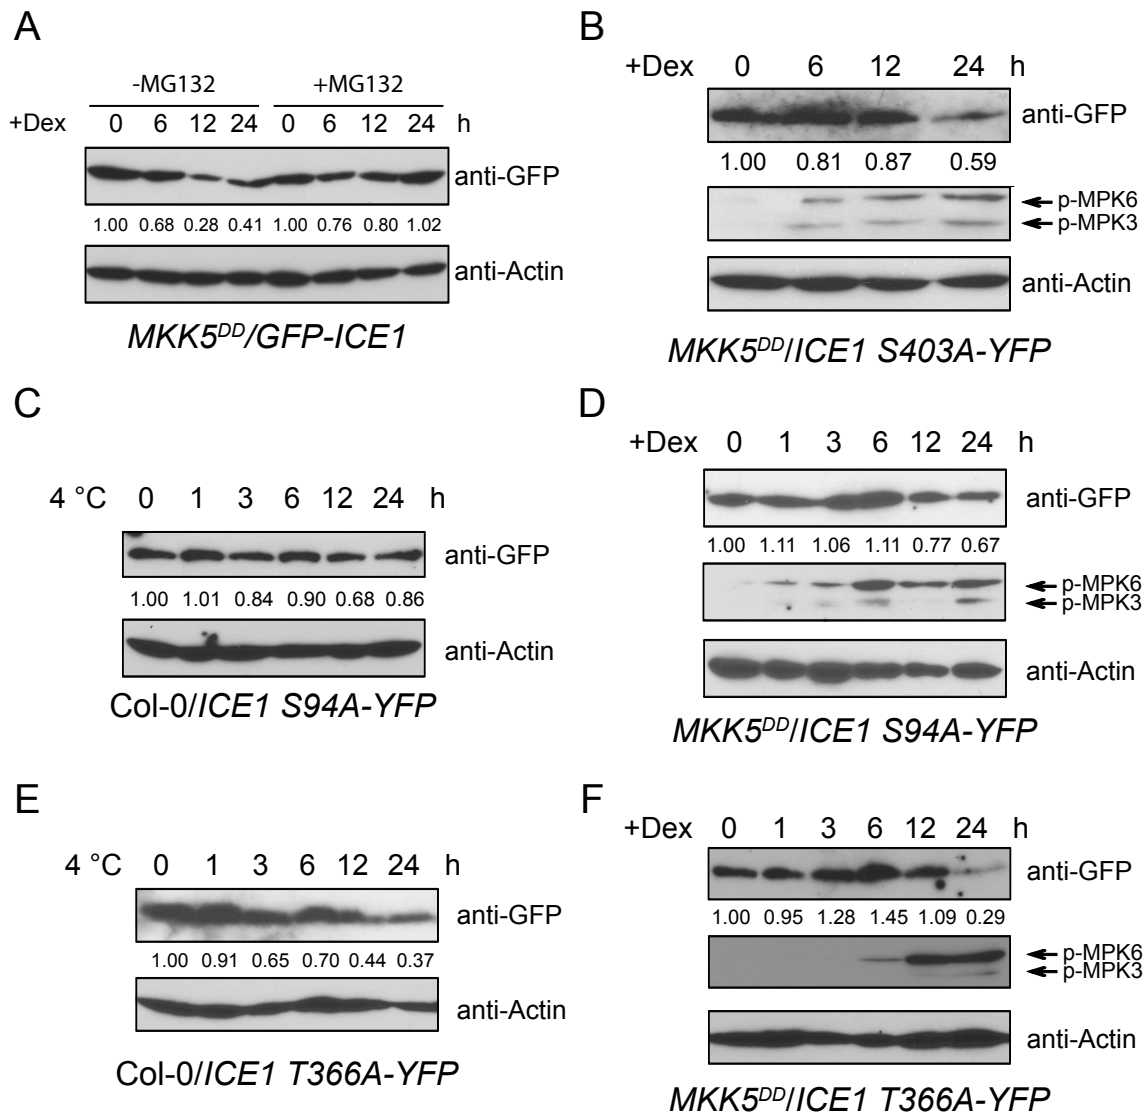 A
-MG132 +MG132
+Dex 0 6 12 24 0 6 12 24 h
anti-GFP
1.00 0.68 0.28 0.41 1.00 0.76 0.80 1.02
anti-Actin
MKK5DD/GFP-ICE1
B
+Dex 0 6 12 24 h
anti-GFP
1.00 0.81 0.87 0.59
p-MPK6
p-MPK3
anti-Actin
MKK5DD/ICE1 S403A-YFP
C
4 °C 0 1 3 6 12 24 h
anti-GFP
1.00 1.01 0.84 0.90 0.68 0.86
anti-Actin
Col-0/ICE1 S94A-YFP
D
+Dex 0 1 3 6 12 24 h
anti-GFP
1.00 1.11 1.06 1.11 0.77 0.67
p-MPK6
p-MPK3
anti-Actin
MKK5DD/ICE1 S94A-YFP
E
4 °C 0 1 3 6 12 24 h
anti-GFP
1.00 0.91 0.65 0.70 0.44 0.37
anti-Actin
Col-0/ICE1 T366A-YFP
F
+Dex 0 1 3 6 12 24 h
anti-GFP
1.00 0.95 1.28 1.45 1.09 0.29
p-MPK6
p-MPK3
anti-Actin
MKK5DD/ICE1 T366A-YFP